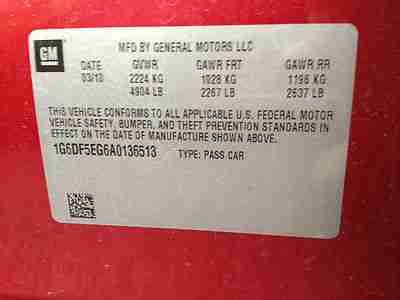 GM
MFD BY GENERAL MOTORS LLC
DATE GVWR GAWR FRT GAWR RR
03/10 2224 KG 1028 KG 1196 KG
4904 LB 2267 LB 2637 LB
THIS VEHICLE CONFORMS TO ALL APPLICABLE U.S. FEDERAL MOTOR
VEHICLE SAFETY, BUMPER, AND THEFT PREVENTION STANDARDS IN
EFFECT ON THE DATE OF MANUFACTURE SHOWN ABOVE.
1G6DF5EG6A0136513 TYPE: PASS CAR